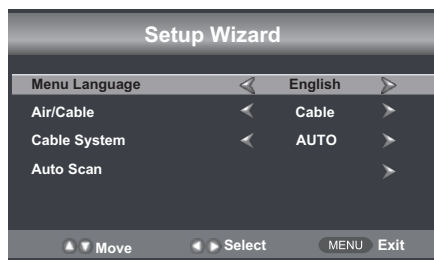 Setup Wizard
Menu Language English
Air/Cable Cable
Cable System AUTO
Auto Scan
Move Select MENU Exit